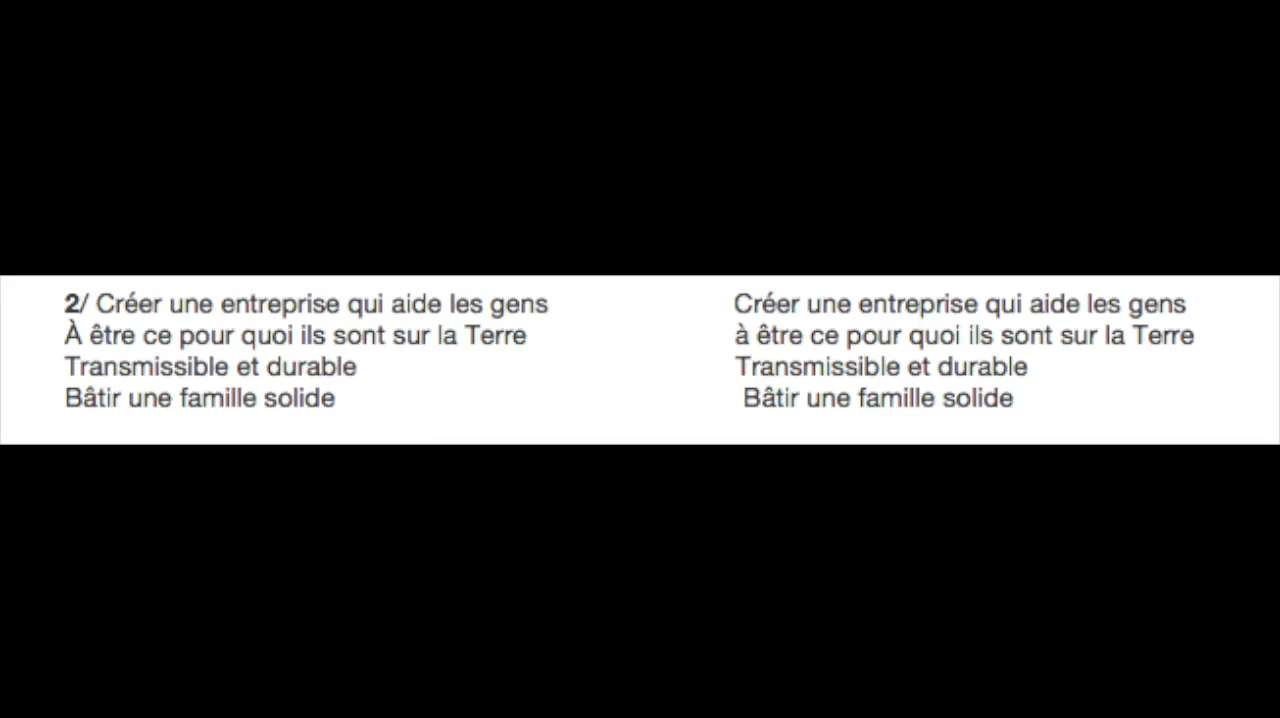 2/ Créer une entreprise qui aide les gens
À être ce pour quoi ils sont sur la Terre
Transmissible et durable
Bâtir une famille solide
Créer une entreprise qui aide les gens
à être ce pour quoi ils sont sur la Terre
Transmissible et durable
Bâtir une famille solide